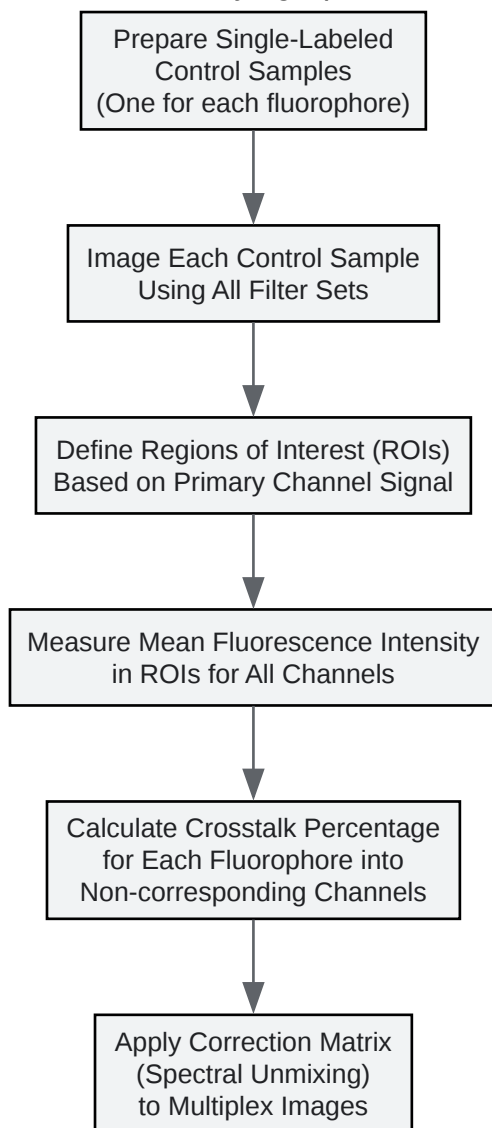 Prepare Single-Labeled
Control Samples
(One for each fluorophore)
Image Each Control Sample
Using All Filter Sets
Define Regions of Interest (ROIs)
Based on Primary Channel Signal
Measure Mean Fluorescence Intensity
in ROIs for All Channels
Calculate Crosstalk Percentage
for Each Fluorophore into
Non-corresponding Channels
Apply Correction Matrix
(Spectral Unmixing)
to Multiplex Images